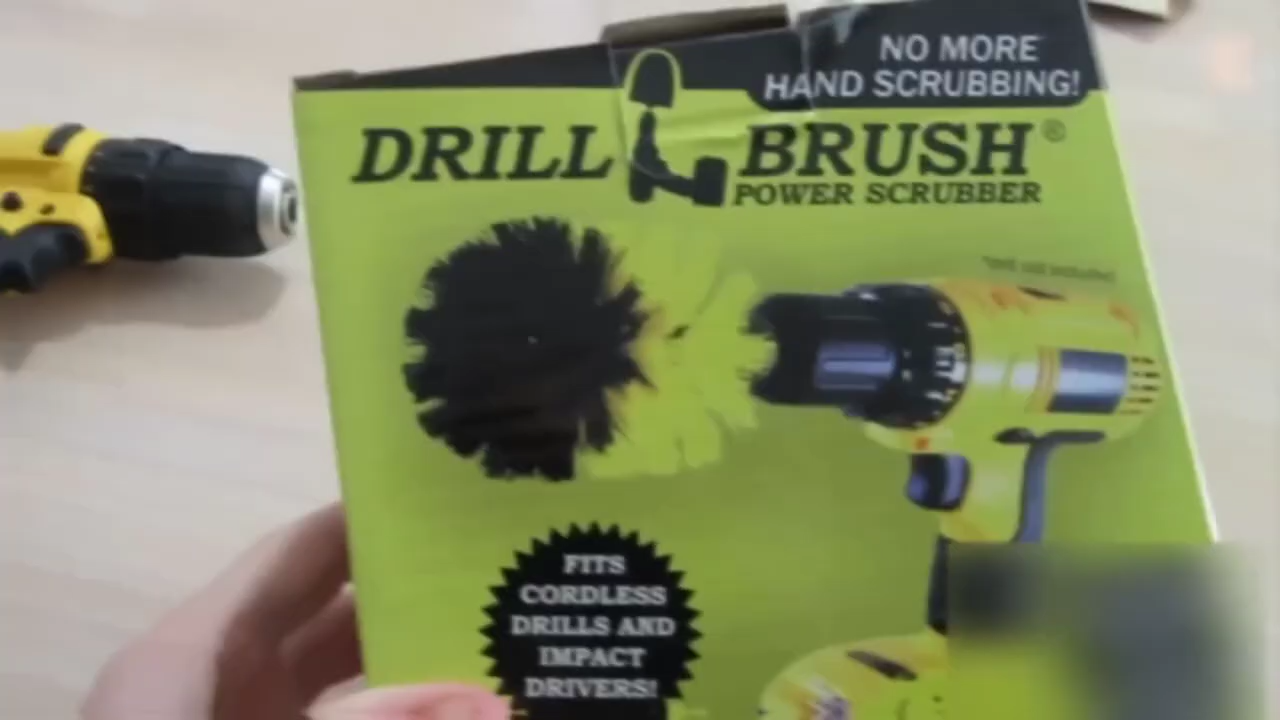 NO MORE
HAND SCRUBBING!
DRILL BRUSH®
POWER SCRUBBER
FITS
CORDLESS
DRILLS AND
IMPACT
DRIVERS!